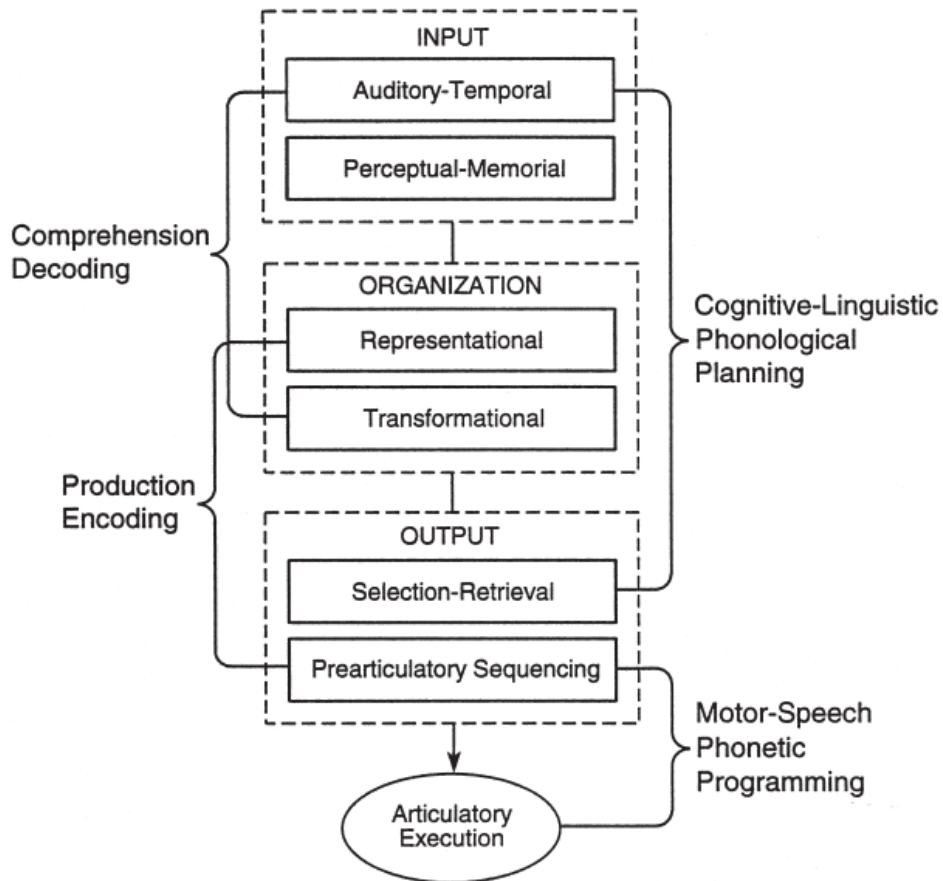 INPUT
Auditory-Temporal
Perceptual-Memorial
Comprehension
Decoding
ORGANIZATION
Representational
Transformational
Cognitive-Linguistic
Phonological
Planning
Production
Encoding
OUTPUT
Selection-Retrieval
Prearticulatory Sequencing
Motor-Speech
Phonetic
Programming
Articulatory
Execution